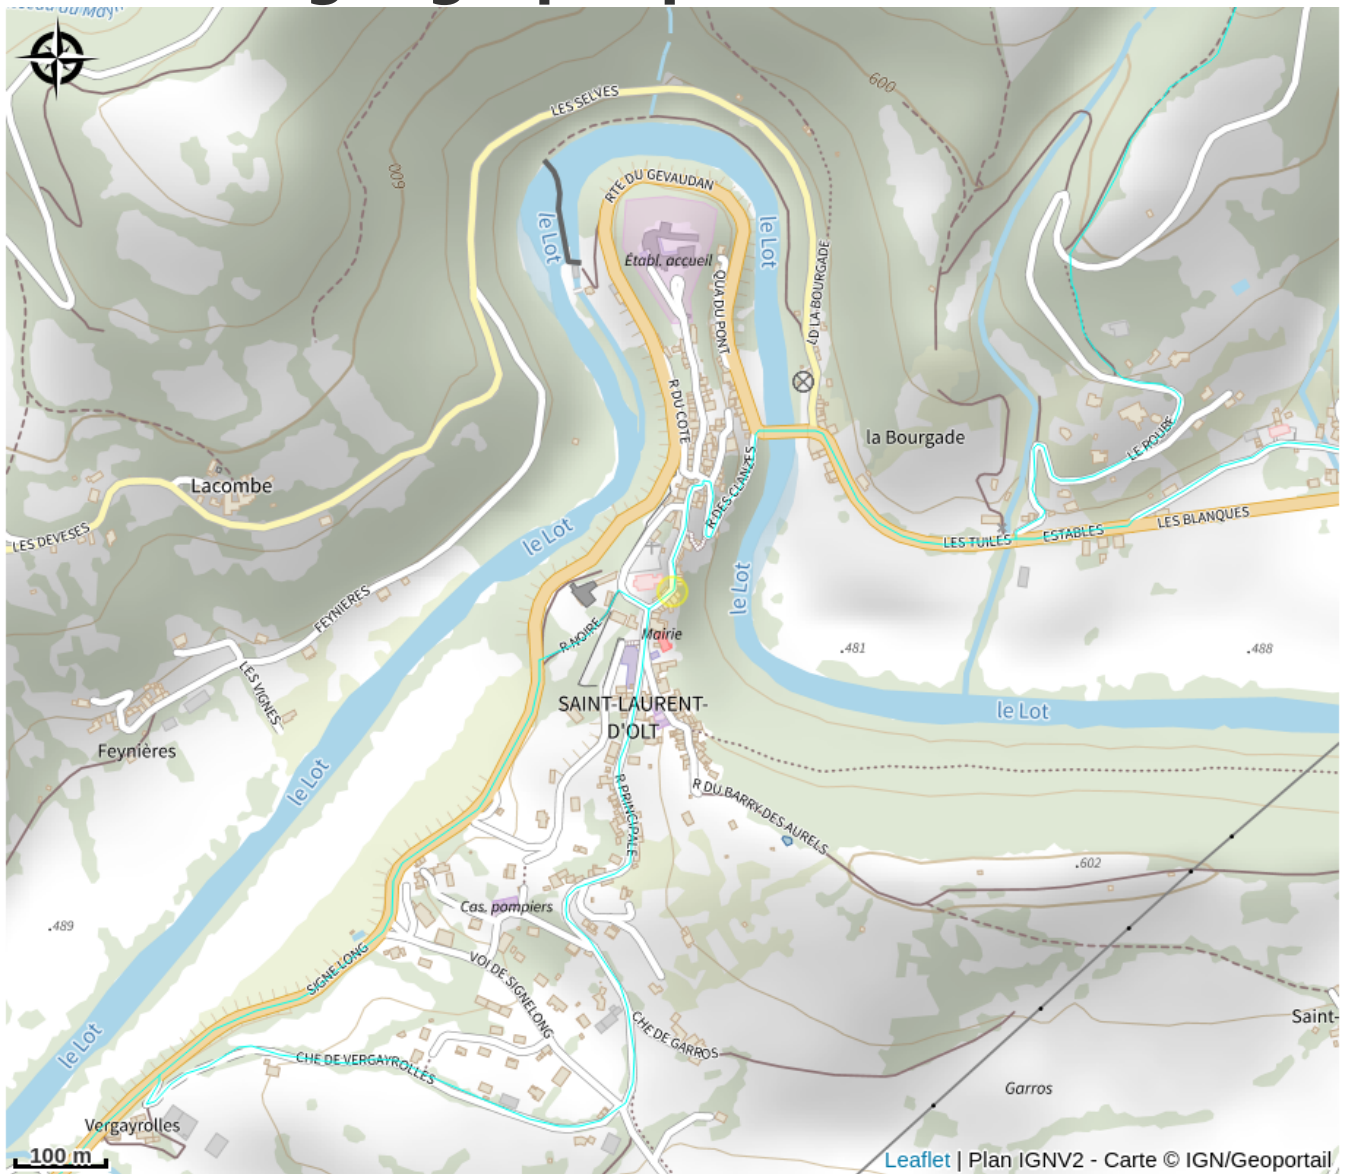 600
LES SELVES
600
RTE DU GEVAUDAN
le Lot
le Lot
Établ. accueil
QUA DU PONT
D LA BOURGADE
R DU COTE
la Bourgade
LE ROUBE
R DES CLANZES
Lacombe
LES DEVESES
le Lot
LES TUILES
ESTABLES
LES BLANQUES
le Lot
FEYNIERES
R NOIRE
Mairie
.481
.488
LES VIGNES
SAINT-LAURENT-
D'OLT
le Lot
Feynières
le Lot
R PRINCIPALE
R DU BARRY-DES-AURELS
.602
Cas. pompiers
.489
SIGNE LONG
VOI DE SIGNELONG
Saint-
CHE DE GARROS
le Lot
CHE DE VERGAYROLLES
Garros
Vergayrolles
100 m
Leaflet | Plan IGNV2 - Carte © IGN/Geoportail